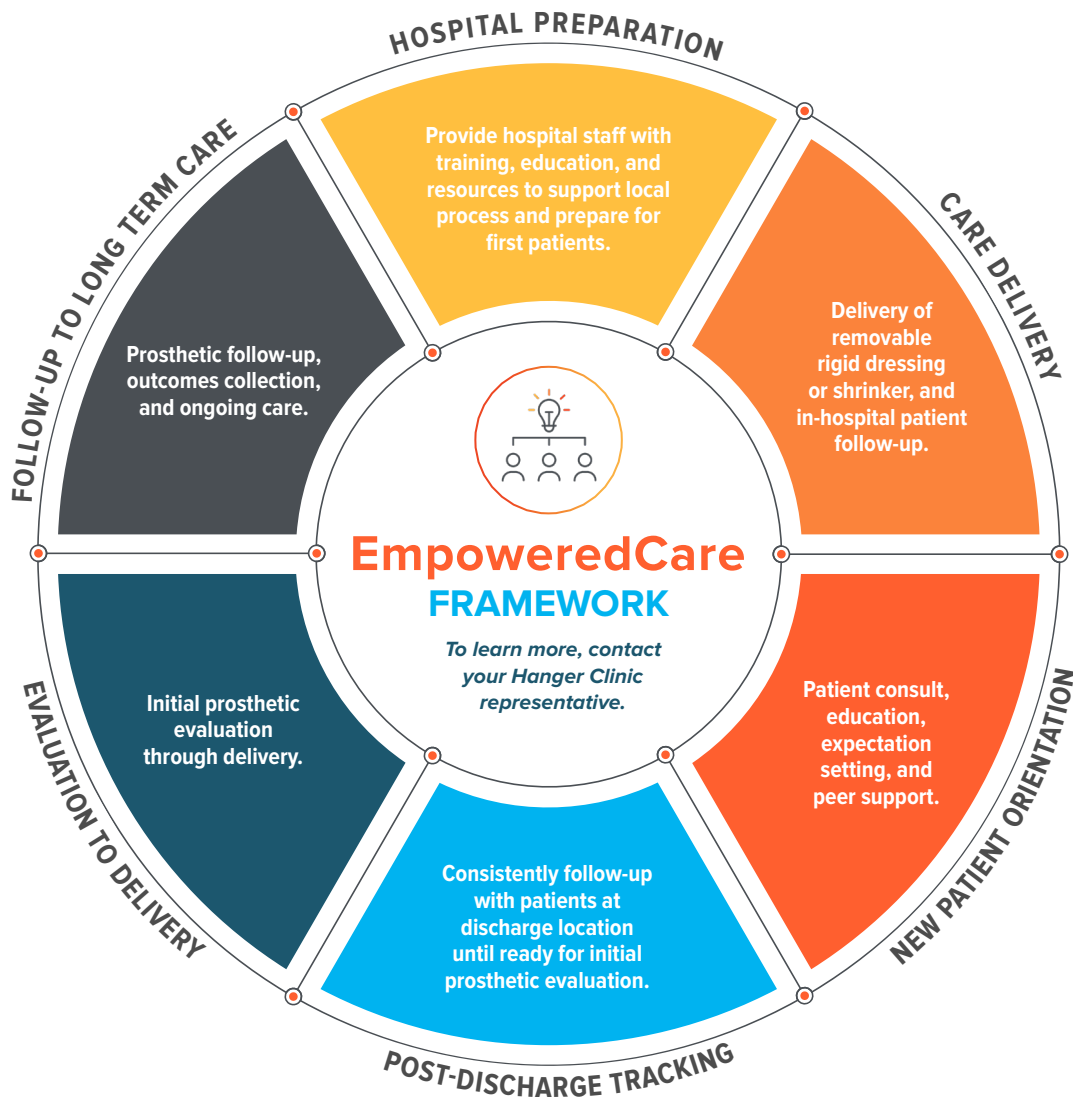 HOSPITAL PREPARATION
Provide hospital staff with
training, education, and
resources to support local
process and prepare for
first patients.
CARE DELIVERY
Delivery of
removable
rigid dressing
or shrinker, and
in-hospital patient
follow-up.
NEW PATIENT ORIENTATION
Patient consult,
education,
expectation
setting, and
peer support.
POST-DISCHARGE TRACKING
Consistently follow-up
with patients at
discharge location
until ready for initial
prosthetic evaluation.
EVALUATION TO DELIVERY
Initial prosthetic
evaluation
through delivery.
FOLLOW-UP TO LONG TERM CARE
Prosthetic follow-up,
outcomes collection,
and ongoing care.
EmpoweredCare
FRAMEWORK
To learn more, contact
your Hanger Clinic
representative.